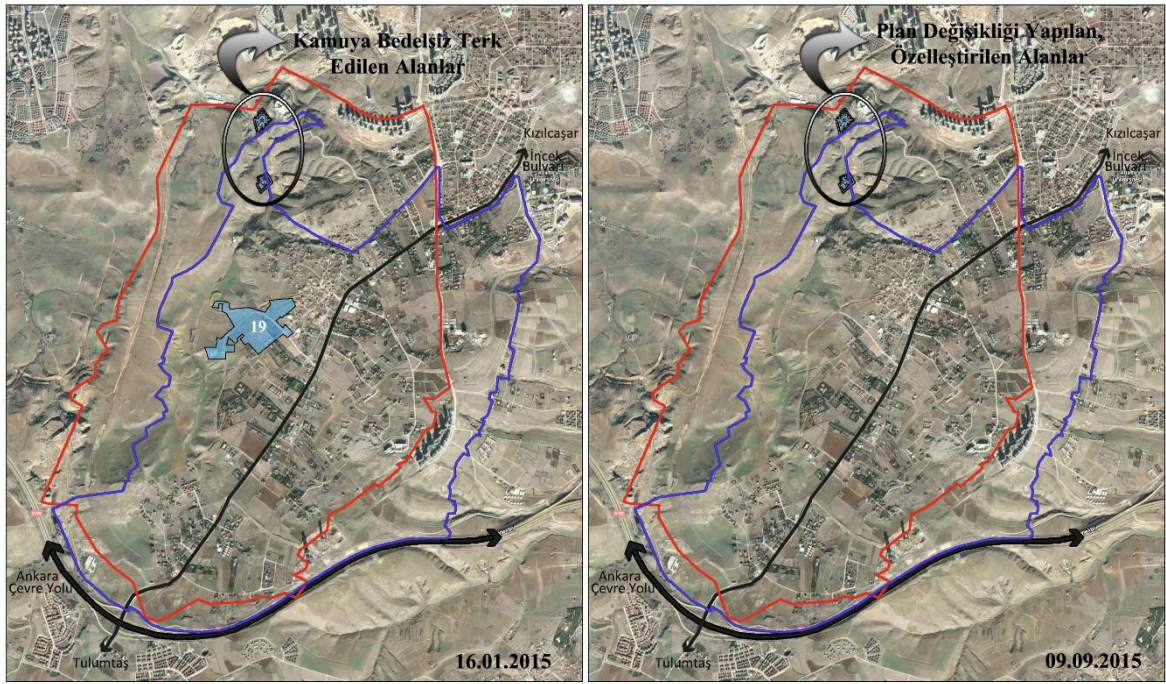 Kamuya Bedelsiz Terk
Edilen Alanlar
Kızılcaşar
İncek
Bulvarı
19
Ankara
Çevre Yolu
Tulumtaş
16.01.2015
Plan Değişikliği Yapılan,
Özelleştirilen Alanlar
Kızılcaşar
İncek
Bulvarı
Ankara
Çevre Yolu
Tulumtaş
09.09.2015